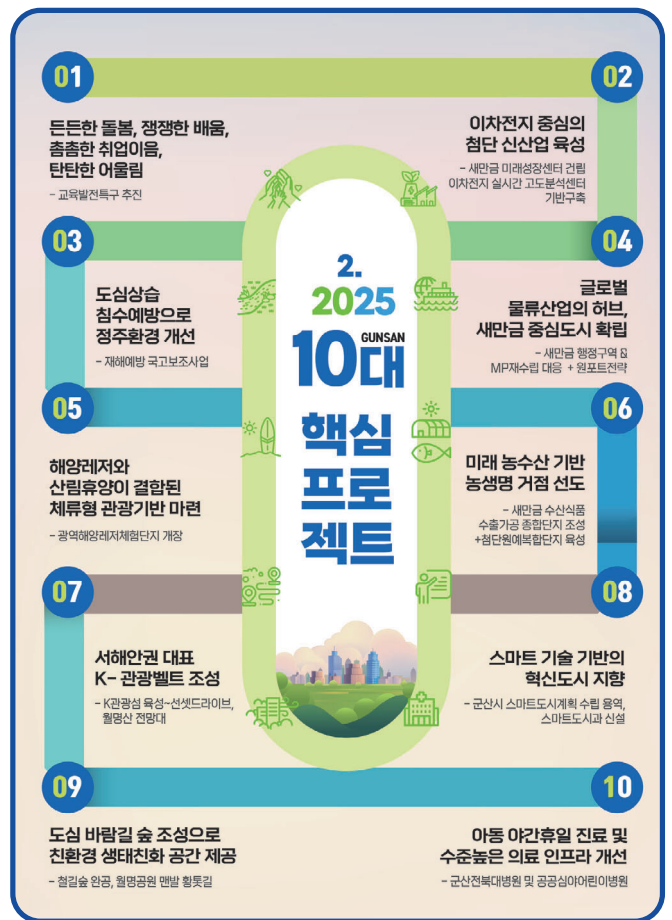 01
든든한 돌봄, 쟁쟁한 배움,
촘촘한 취업이음,
탄탄한 어울림
- 교육발전특구 추진
02
이차전지 중심의
첨단 신산업 육성
- 새만금 미래성장센터 건립
이차전지 실시간 고도분석센터
기반구축
2.
2025
GUNSAN
10대
핵심
프로
젝트
03
도심상습
침수예방으로
정주환경 개선
- 재해예방 국고보조사업
04
글로벌
물류산업의 허브,
새만금 중심도시 확립
- 새만금 행정구역 &
MP재수립 대응 + 원포트전략
05
해양레저와
산림휴양이 결합된
체류형 관광기반 마련
- 광역해양레저체험단지 개장
06
미래 농수산 기반
농생명 거점 선도
- 새만금 수산식품
수출가공 종합단지 조성
+첨단원예복합단지 육성
07
서해안권 대표
K- 관광벨트 조성
- K관광섬 육성~선셋드라이브,
월명산 전망대
08
스마트 기술 기반의
혁신도시 지향
- 군산시 스마트도시계획 수립 용역,
스마트도시과 신설
09
도심 바람길 숲 조성으로
친환경 생태친화 공간 제공
- 철길숲 완공, 월명공원 맨발 황톳길
10
아동 야간휴일 진료 및
수준높은 의료 인프라 개선
- 군산전북대병원 및 공공심야어린이병원